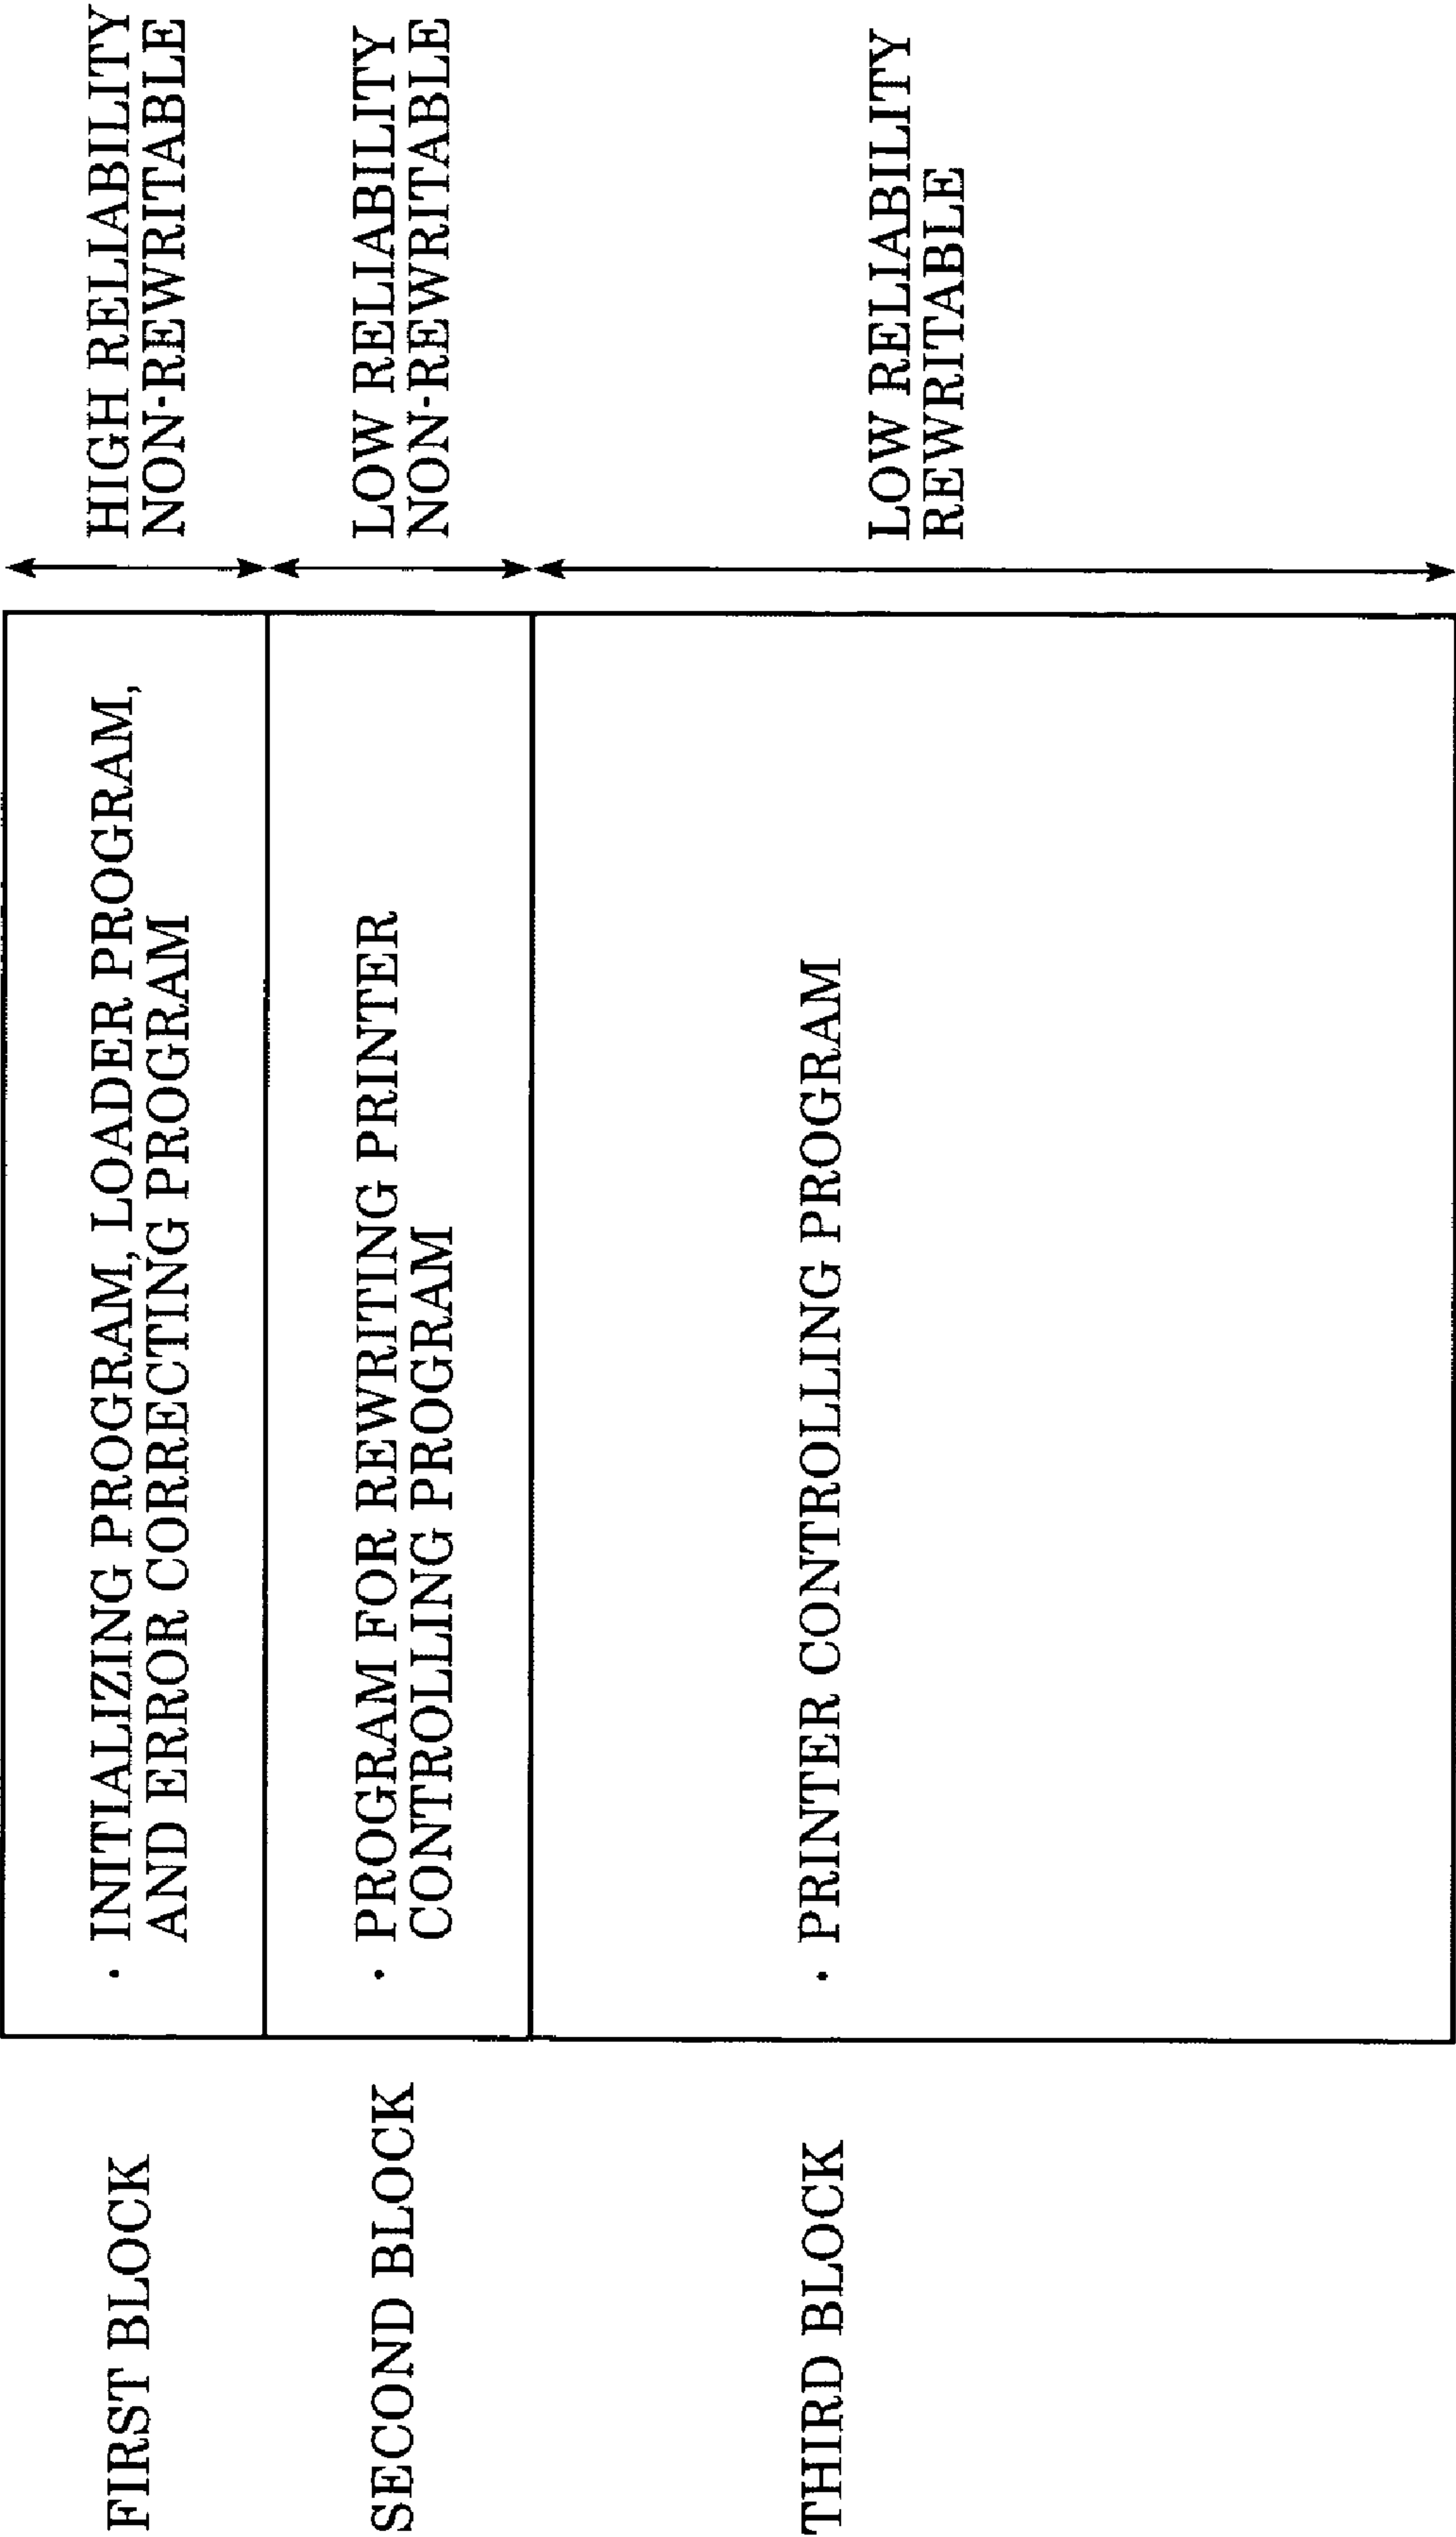 FIRST BLOCK
· INITIALIZING PROGRAM, LOADER PROGRAM,
AND ERROR CORRECTING PROGRAM
HIGH RELIABILITY
NON-REWRITABLE
SECOND BLOCK
· PROGRAM FOR REWRITING PRINTER
CONTROLLING PROGRAM
LOW RELIABILITY
NON-REWRITABLE
THIRD BLOCK
· PRINTER CONTROLLING PROGRAM
LOW RELIABILITY
REWRITABLE